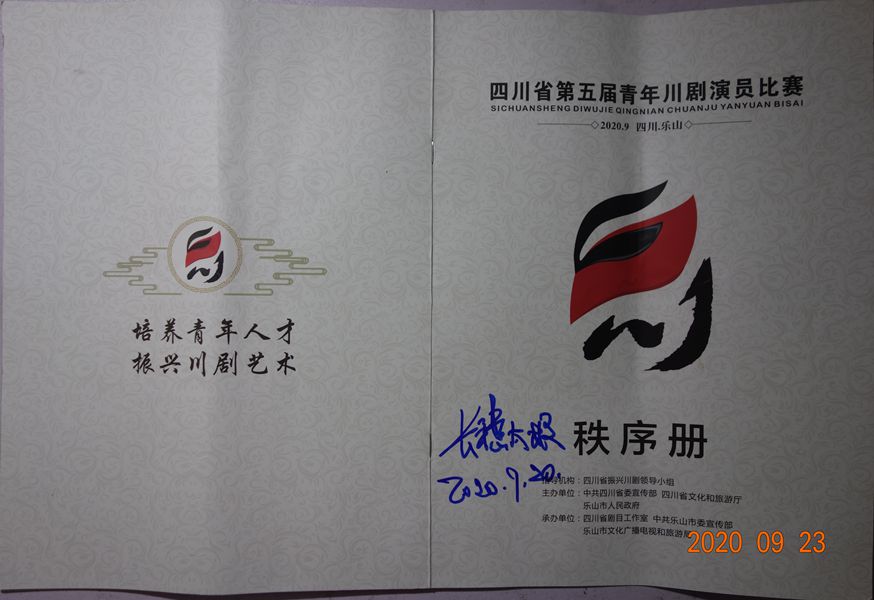 培养青年人才
振兴川剧艺术
四川省第五届青年川剧演员比赛
SICHUANSHENG DIWUJIE QINGNIAN CHUANJU YANYUAN BISAI
2020.9 四川.乐山
秩序册
2020.9.20.
指导机构：四川省振兴川剧领导小组
主办单位：中共四川省委宣传部 四川省文化和旅游厅
乐山市人民政府
承办单位：四川省剧目工作室 中共乐山市委宣传部
乐山市文化广播电视和旅游局
2020 09 23